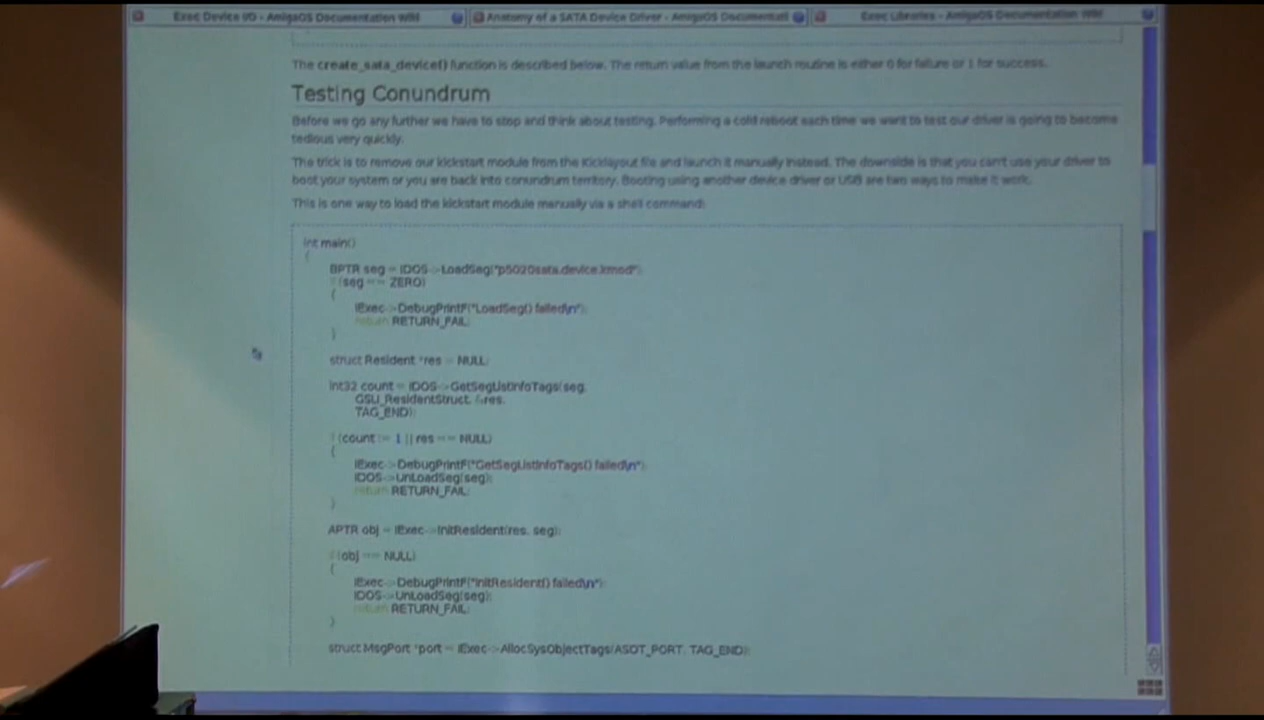 Exec Device I/O - AmigaOS Documentation Wiki
Anatomy of a SATA Device Driver - AmigaOS Documentati
Exec Libraries - AmigaOS Documentation Wiki
The create_sata_device() function is described below. The return value from the launch routine is either 0 for failure or 1 for success.
Testing Conundrum
Before we go any further we have to stop and think about testing. Performing a cold reboot each time we want to test our driver is going to become
tedious very quickly.
The trick is to remove our kickstart module from the Kicklayout file and launch it manually instead. The downside is that you can't use your driver to
boot your system or you are back into conundrum territory. Booting using another device driver or USB are two ways to make it work.
This is one way to load the kickstart module manually via a shell command:
int main()
{
BPTR seg = IDOS->LoadSeg("p5020sata.device.kmod");
if (seg == ZERO)
{
IExec->DebugPrintF("LoadSeg() failed\n");
return RETURN_FAIL;
}
struct Resident *res = NULL;
int32 count = IDOS->GetSegListInfoTags(seg,
GSLI_ResidentStruct, &res,
TAG_END);
if (count != 1 || res == NULL)
{
IExec->DebugPrintF("GetSegListInfoTags() failed\n");
IDOS->UnLoadSeg(seg);
return RETURN_FAIL;
}
APTR obj = IExec->InitResident(res, seg);
if (obj == NULL)
{
IExec->DebugPrintF("InitResident() failed\n");
IDOS->UnLoadSeg(seg);
return RETURN_FAIL;
}
struct MsgPort *port = IExec->AllocSysObjectTags(ASOT_PORT, TAG_END);